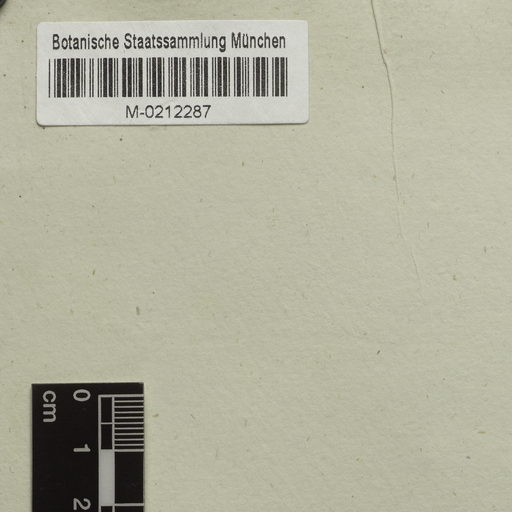 Botanische Staatssammlung München
M-0212287
cm
0
1
2